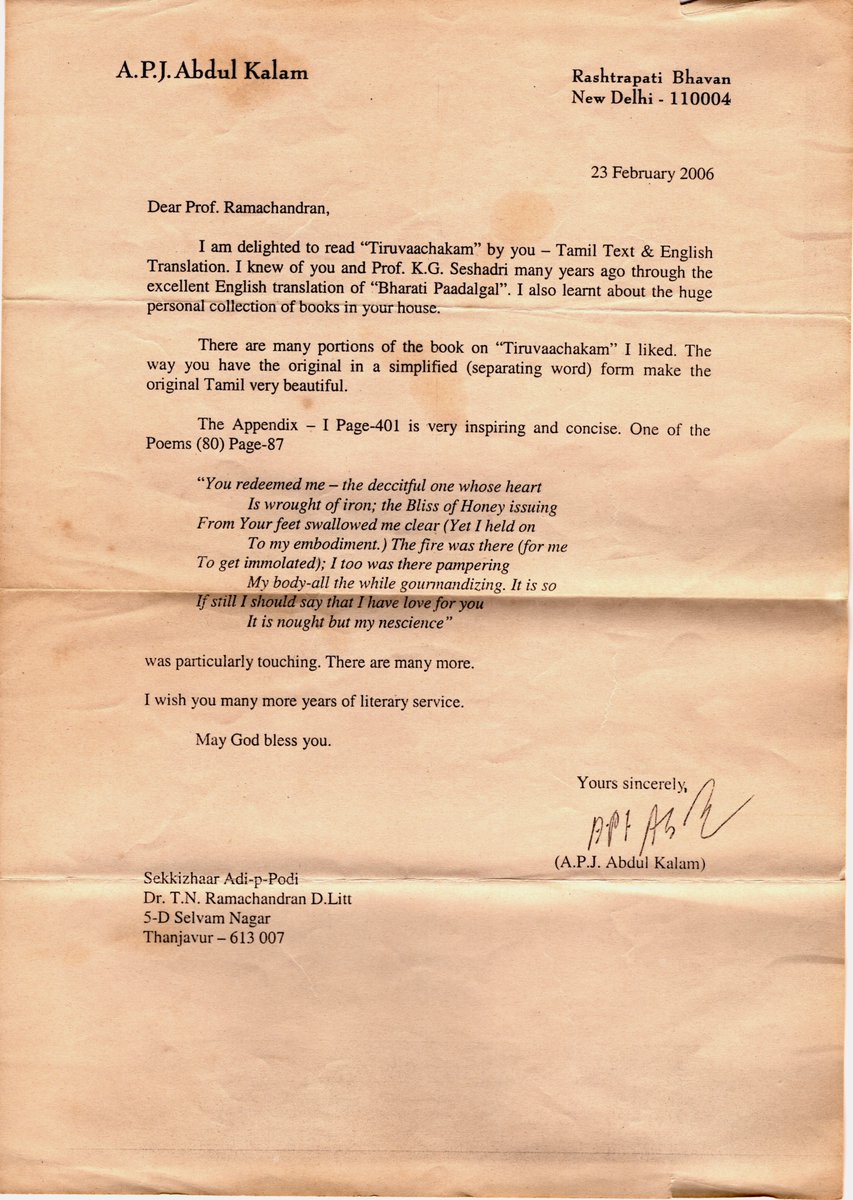 A.P.J. Abdul Kalam
Rashtrapati Bhavan
New Delhi - 110004
23 February 2006
Dear Prof. Ramachandran,
I am delighted to read “Tiruvaachakam” by you – Tamil Text & English
Translation. I knew of you and Prof. K.G. Seshadri many years ago through the
excellent English translation of “Bharati Paadalgal”. I also learnt about the huge
personal collection of books in your house.
There are many portions of the book on “Tiruvaachakam” I liked. The
way you have the original in a simplified (separating word) form make the
original Tamil very beautiful.
The Appendix – I Page-401 is very inspiring and concise. One of the
Poems (80) Page-87
“You redeemed me – the deccitful one whose heart
Is wrought of iron; the Bliss of Honey issuing
From Your feet swallowed me clear (Yet I held on
To my embodiment.) The fire was there (for me
To get immolated); I too was there pampering
My body-all the while gourmandizing. It is so
If still I should say that I have love for you
It is nought but my nescience”
was particularly touching. There are many more.
I wish you many more years of literary service.
May God bless you.
Yours sincerely,
(A.P.J. Abdul Kalam)
Sekkizhaar Adi-p-Podi
Dr. T.N. Ramachandran D.Litt
5-D Selvam Nagar
Thanjavur – 613 007